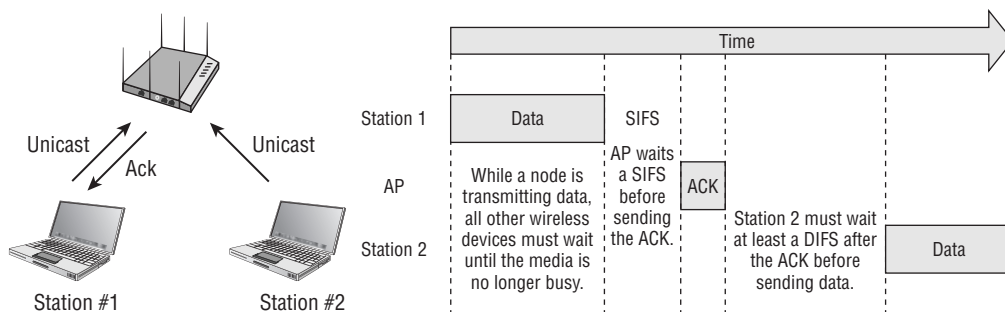 Unicast
Ack
Unicast
Station #1
Station #2
Time
Station 1
Data
SIFS
AP
While a node is
transmitting data,
all other wireless
devices must wait
until the media is
no longer busy.
AP waits
a SIFS
before
sending
the ACK.
ACK
Station 2
Station 2 must wait
at least a DIFS after
the ACK before
sending data.
Data